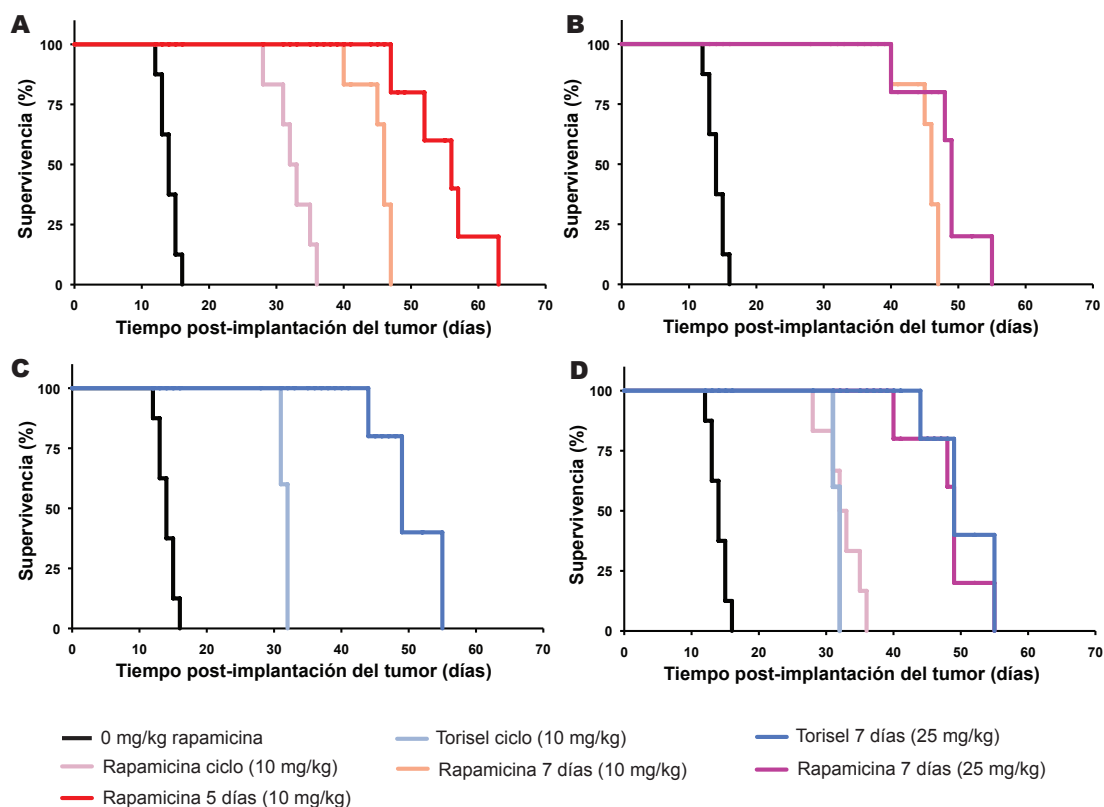 A
B
100
75
50
25
0
Supervivencia (%)
0 10 20 30 40 50 60 70
Tiempo post-implantación del tumor (días)
100
75
50
25
0
Supervivencia (%)
0 10 20 30 40 50 60 70
Tiempo post-implantación del tumor (días)
C
D
100
75
50
25
0
Supervivencia (%)
0 10 20 30 40 50 60 70
Tiempo post-implantación del tumor (días)
100
75
50
25
0
Supervivencia (%)
0 10 20 30 40 50 60 70
Tiempo post-implantación del tumor (días)
0 mg/kg rapamicina
Torisel ciclo (10 mg/kg)
Torisel 7 días (25 mg/kg)
Rapamicina ciclo (10 mg/kg)
Rapamicina 7 días (10 mg/kg)
Rapamicina 7 días (25 mg/kg)
Rapamicina 5 días (10 mg/kg)